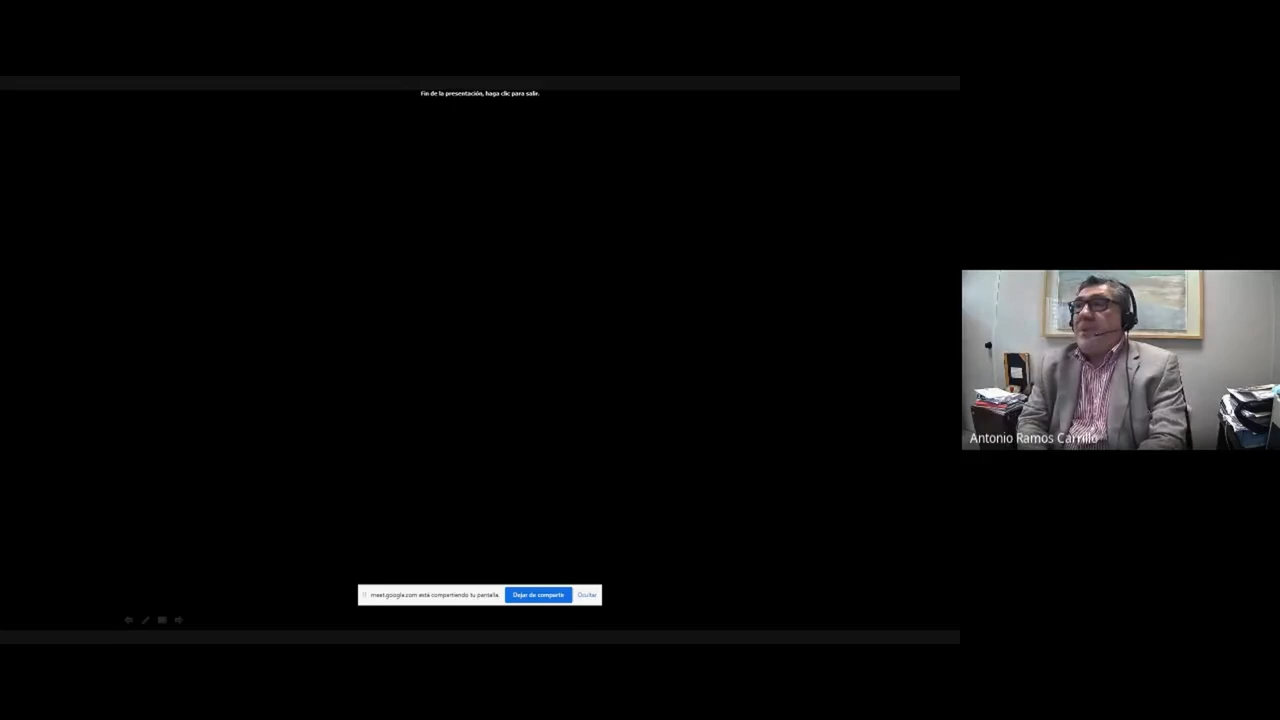 Fin de la presentación, haga clic para salir.
Antonio Ramos Carrillo
meet.google.com está compartiendo tu pantalla.
Dejar de compartir
Ocultar